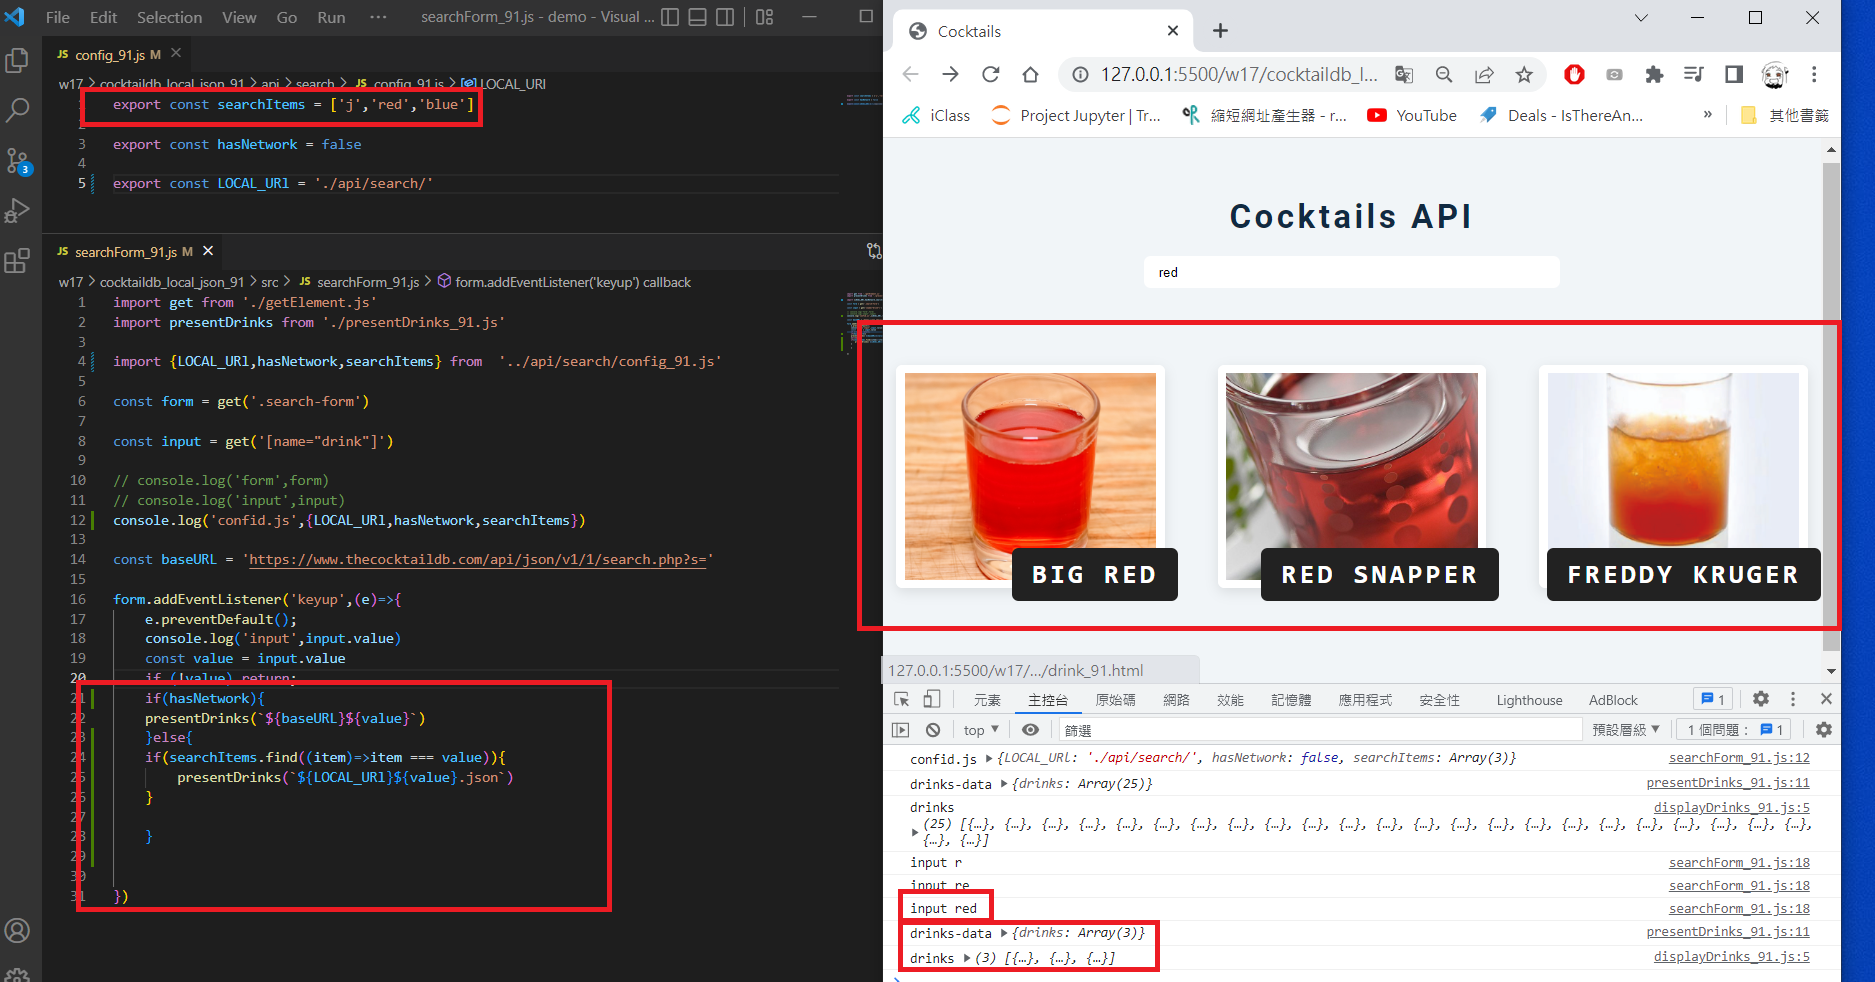 File Edit Selection View Go Run ··· searchForm_91.js - demo - Visual ...
JS config_91.js M
w17 > cocktaildb_local_json_91 > api > search > JS config_91.js > LOCAL_URl
export const searchItems = ['j','red','blue']
2
3 export const hasNetwork = false
4
5 export const LOCAL_URl = './api/search/'
3
JS searchForm_91.js M
w17 > cocktaildb_local_json_91 > src > JS searchForm_91.js > form.addEventListener('keyup') callback
1 import get from './getElement.js'
2 import presentDrinks from './presentDrinks_91.js'
3
4 import {LOCAL_URl,hasNetwork,searchItems} from  '../api/search/config_91.js'
5
6 const form = get('.search-form')
7
8 const input = get('[name="drink"]')
9
10 // console.log('form',form)
11 // console.log('input',input)
12 console.log('confid.js',{LOCAL_URl,hasNetwork,searchItems})
13
14 const baseURL = 'https://www.thecocktaildb.com/api/json/v1/1/search.php?s='
15
16 form.addEventListener('keyup',(e)=>{
17 e.preventDefault();
18 console.log('input',input.value)
19 const value = input.value
20 if (!value) return;
21 if(hasNetwork){
22 presentDrinks(`${baseURL}${value}`)
23 }else{
24 if(searchItems.find((item)=>item === value)){
25 presentDrinks(`${LOCAL_URl}${value}.json`)
26 }
27
28 }
29
30
31 })
Cocktails
127.0.0.1:5500/w17/cocktaildb_l...
iClass Project Jupyter | Tr... 縮短網址產生器 - r... YouTube Deals - IsThereAn... » 其他書籤
Cocktails API
red
BIG RED
RED SNAPPER
FREDDY KRUGER
127.0.0.1:5500/w17/.../drink_91.html
元素 主控台 原始碼 網路 效能 記憶體 應用程式 安全性 Lighthouse AdBlock 1
top ▼ 篩選 預設層級 ▼ 1 個問題： 1
confid.js ▶{LOCAL_URL: './api/search/', hasNetwork: false, searchItems: Array(3)} searchForm_91.js:12
drinks-data ▶{drinks: Array(25)} presentDrinks_91.js:11
drinks displayDrinks_91.js:5
(25) [{…}, {…}, {…}, {…}, {…}, {…}, {…}, {…}, {…}, {…}, {…}, {…}, {…}, {…}, {…}, {…}, {…}, {…}, {…}, {…}, {…}, {…}, {…},
▶ {…}, {…}]
input r searchForm_91.js:18
input re searchForm_91.js:18
input red searchForm_91.js:18
drinks-data ▶{drinks: Array(3)} presentDrinks_91.js:11
drinks ▶(3) [{…}, {…}, {…}] displayDrinks_91.js:5